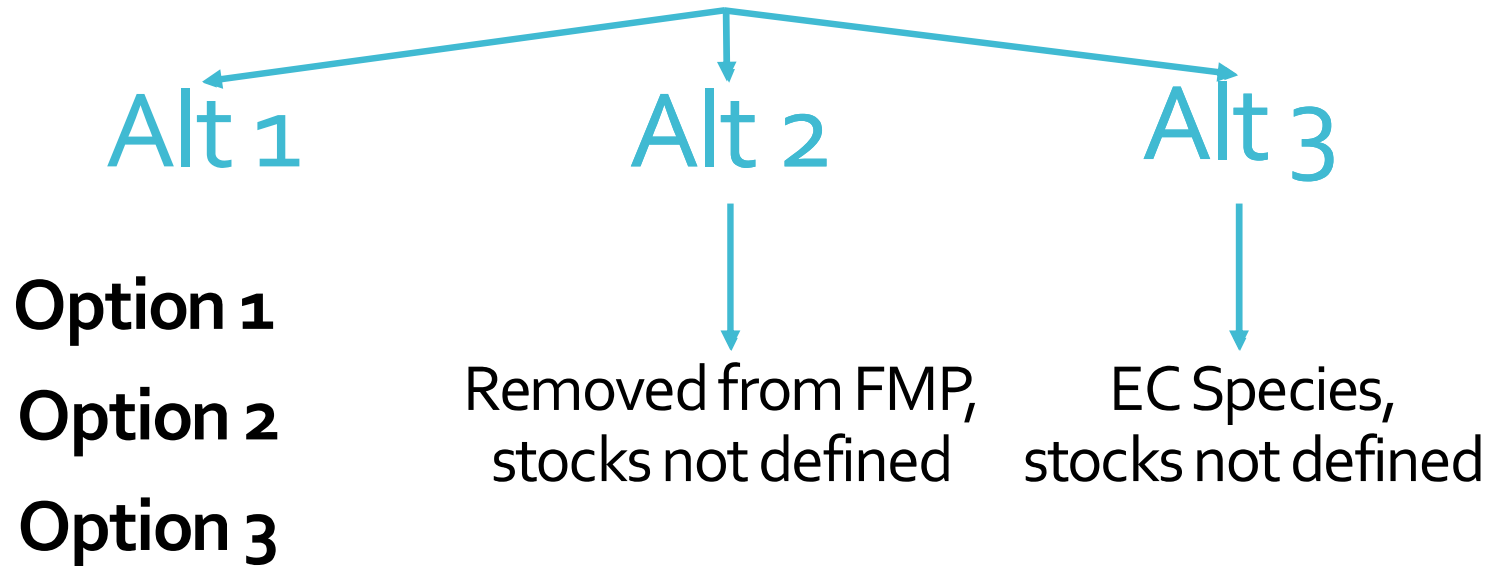 Alt 1
Alt 2
Alt 3
Option 1
Option 2
Option 3
Removed from FMP,
stocks not defined
EC Species,
stocks not defined